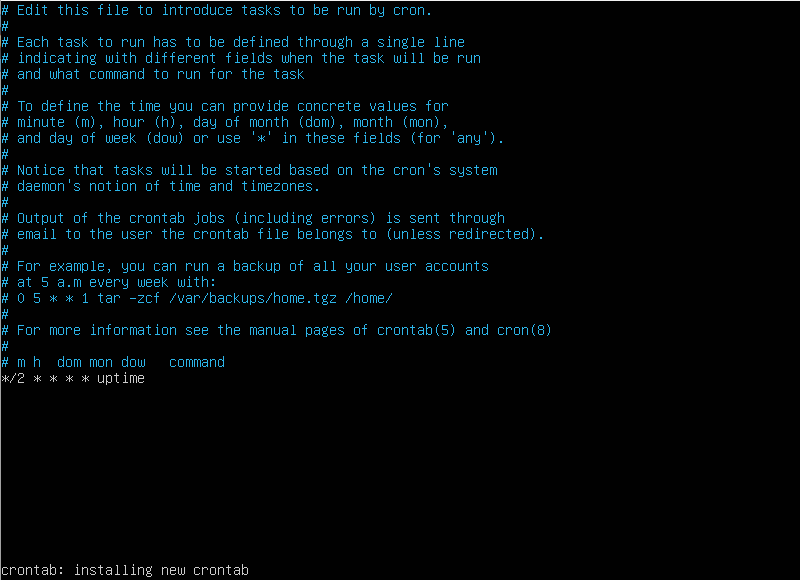 # Edit this file to introduce tasks to be run by cron.
#
# Each task to run has to be defined through a single line
# indicating with different fields when the task will be run
# and what command to run for the task
#
# To define the time you can provide concrete values for
# minute (m), hour (h), day of month (dom), month (mon),
# and day of week (dow) or use '*' in these fields (for 'any').
#
# Notice that tasks will be started based on the cron's system
# daemon's notion of time and timezones.
#
# Output of the crontab jobs (including errors) is sent through
# email to the user the crontab file belongs to (unless redirected).
#
# For example, you can run a backup of all your user accounts
# at 5 a.m every week with:
# 0 5 * * 1 tar -zcf /var/backups/home.tgz /home/
#
# For more information see the manual pages of crontab(5) and cron(8)
#
# m h  dom mon dow   command
*/2 * * * * uptime
crontab: installing new crontab